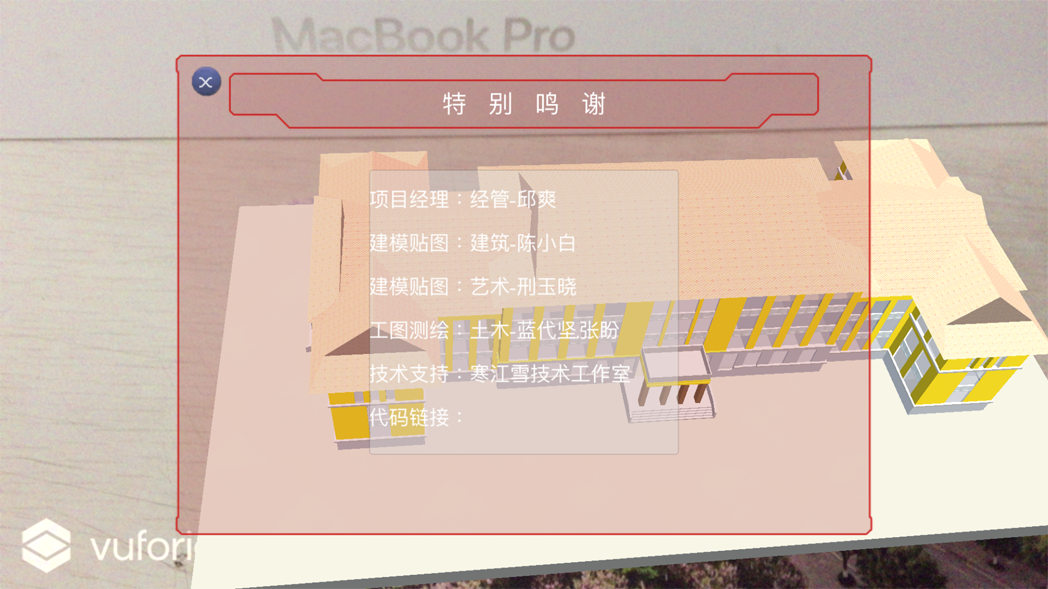 MacBook Pro
特 别 鸣 谢
项目经理：经管-邱爽
建模贴图：建筑-陈小白
建模贴图：艺术-刑玉晓
工图测绘：土木-蓝代坚张盼
技术支持：寒江雪技术工作室
代码链接：
vufori